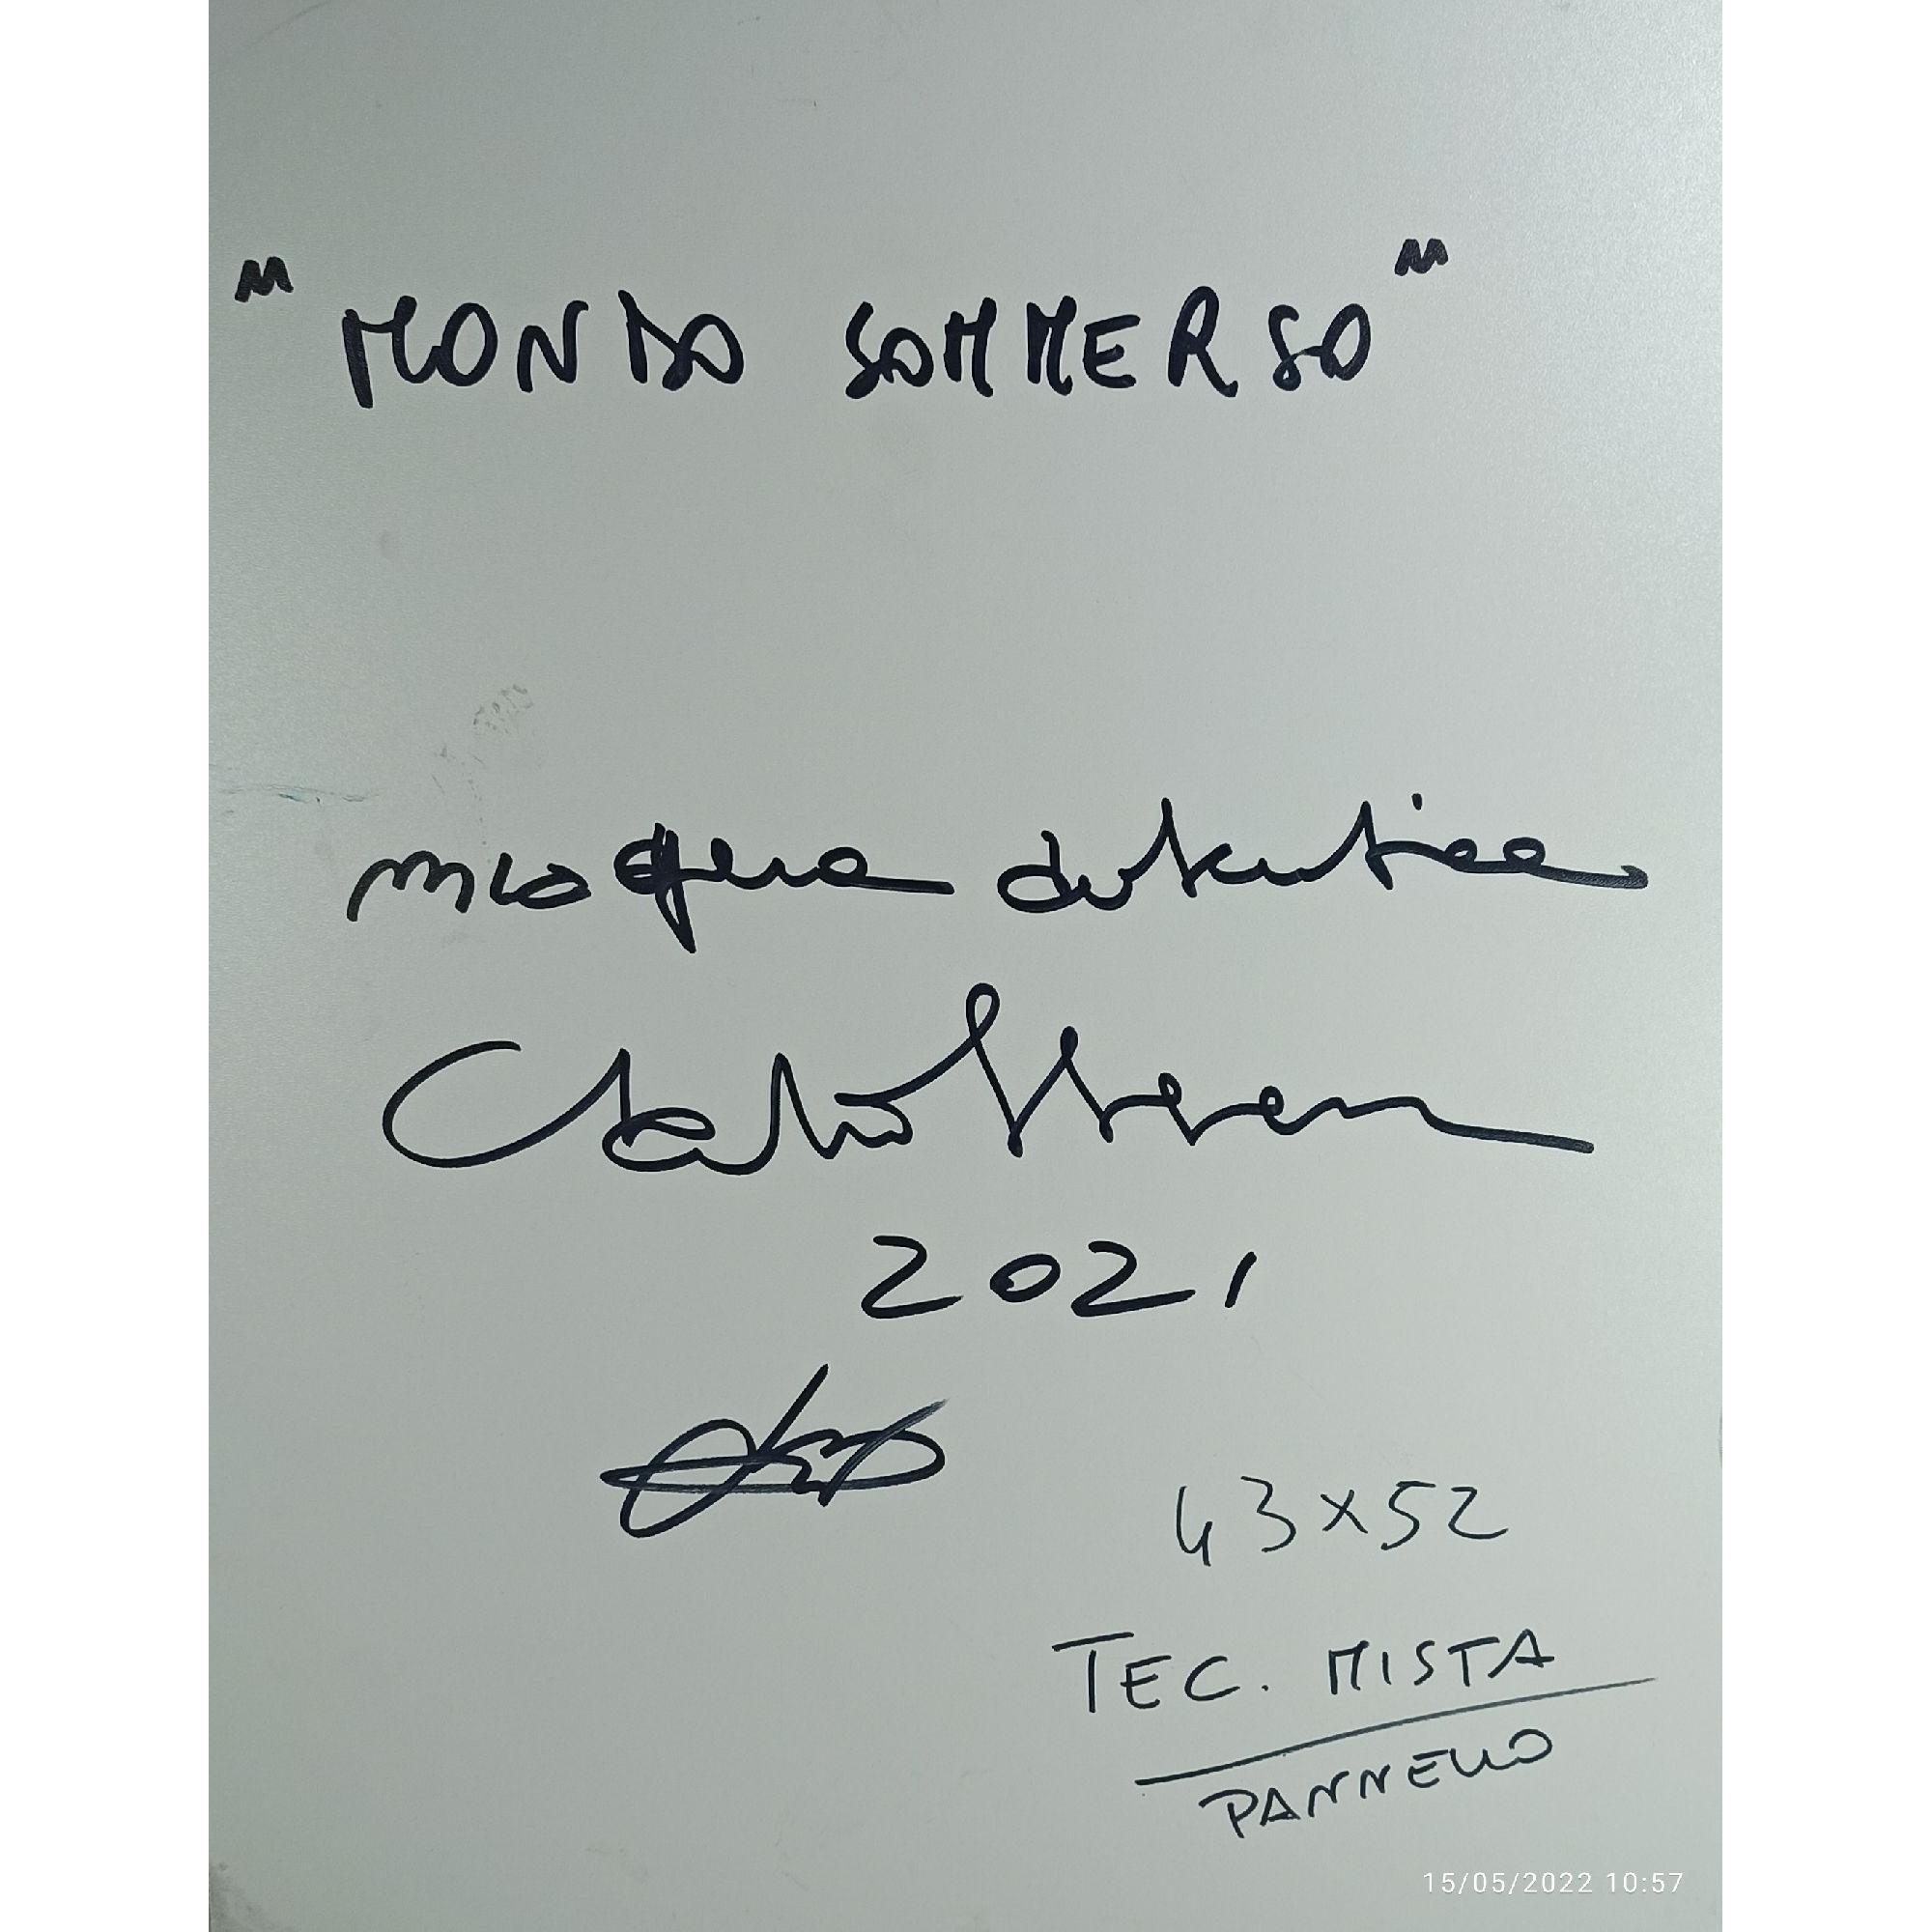 "MONDO SOMMERSO"
mia opera autentica
2021
43x52
TEC. MISTA
PANNELLO
15/05/2022 10:57